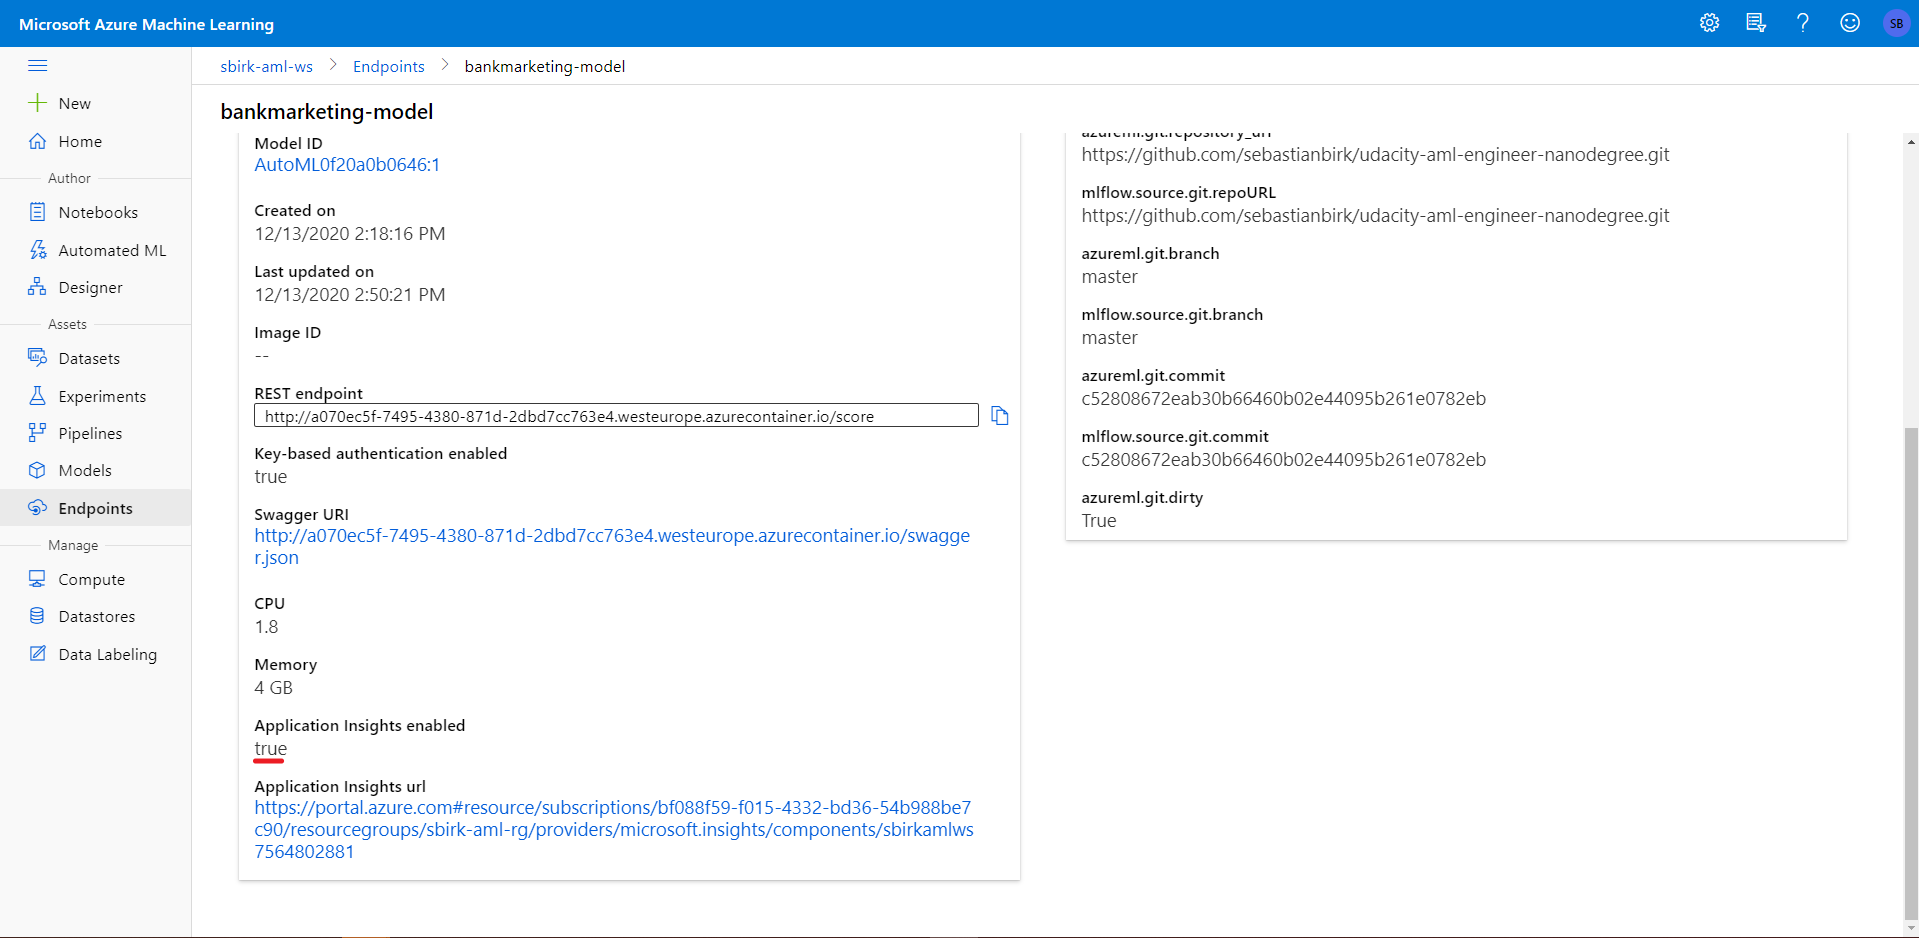 Microsoft Azure Machine Learning
SB
sbirk-aml-ws > Endpoints > bankmarketing-model
New
Home
Author
Notebooks
Automated ML
Designer
Assets
Datasets
Experiments
Pipelines
Models
Endpoints
Manage
Compute
Datastores
Data Labeling
bankmarketing-model
Model ID
AutoML0f20a0b0646:1
Created on
12/13/2020 2:18:16 PM
Last updated on
12/13/2020 2:50:21 PM
Image ID
--
REST endpoint
http://a070ec5f-7495-4380-871d-2dbd7cc763e4.westeurope.azurecontainer.io/score
Key-based authentication enabled
true
Swagger URI
http://a070ec5f-7495-4380-871d-2dbd7cc763e4.westeurope.azurecontainer.io/swagge
r.json
CPU
1.8
Memory
4 GB
Application Insights enabled
true
Application Insights url
https://portal.azure.com#resource/subscriptions/bf088f59-f015-4332-bd36-54b988be7
c90/resourcegroups/sbirk-aml-rg/providers/microsoft.insights/components/sbirkamlws
7564802881
azureml.git.repository_uri
https://github.com/sebastianbirk/udacity-aml-engineer-nanodegree.git
mlflow.source.git.repoURL
https://github.com/sebastianbirk/udacity-aml-engineer-nanodegree.git
azureml.git.branch
master
mlflow.source.git.branch
master
azureml.git.commit
c52808672eab30b66460b02e44095b261e0782eb
mlflow.source.git.commit
c52808672eab30b66460b02e44095b261e0782eb
azureml.git.dirty
True